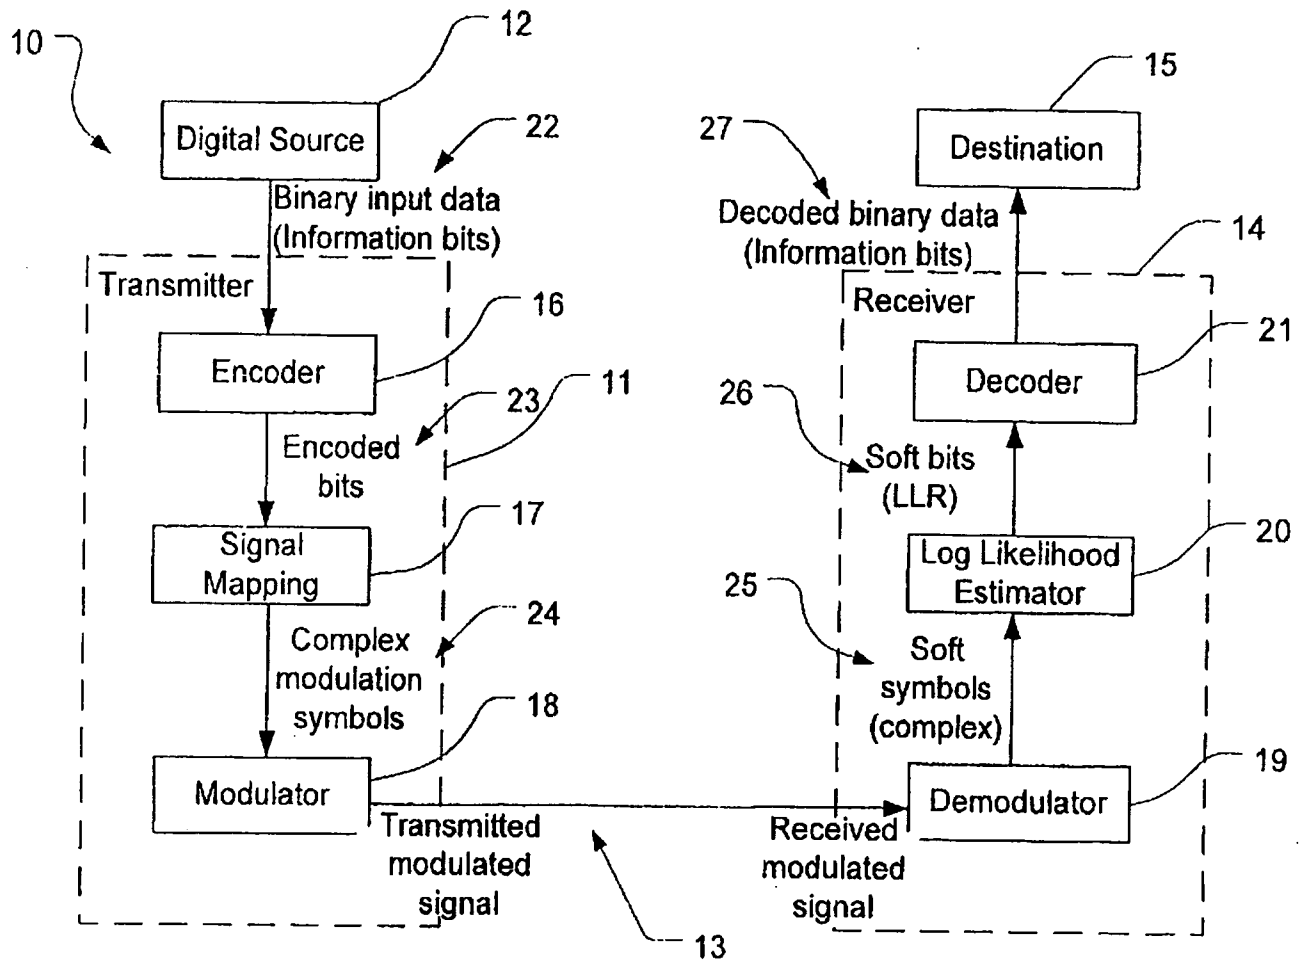 10
12
Digital Source
22
Binary input data
(Information bits)
Transmitter
16
Encoder
11
23
Encoded
bits
17
Signal
Mapping
24
Complex
modulation
symbols
18
Modulator
Transmitted
modulated
signal
13
15
Destination
27
Decoded binary data
(Information bits)
14
Receiver
21
Decoder
26
Soft bits
(LLR)
20
Log Likelihood
Estimator
25
Soft
symbols
(complex)
19
Demodulator
Received
modulated
signal